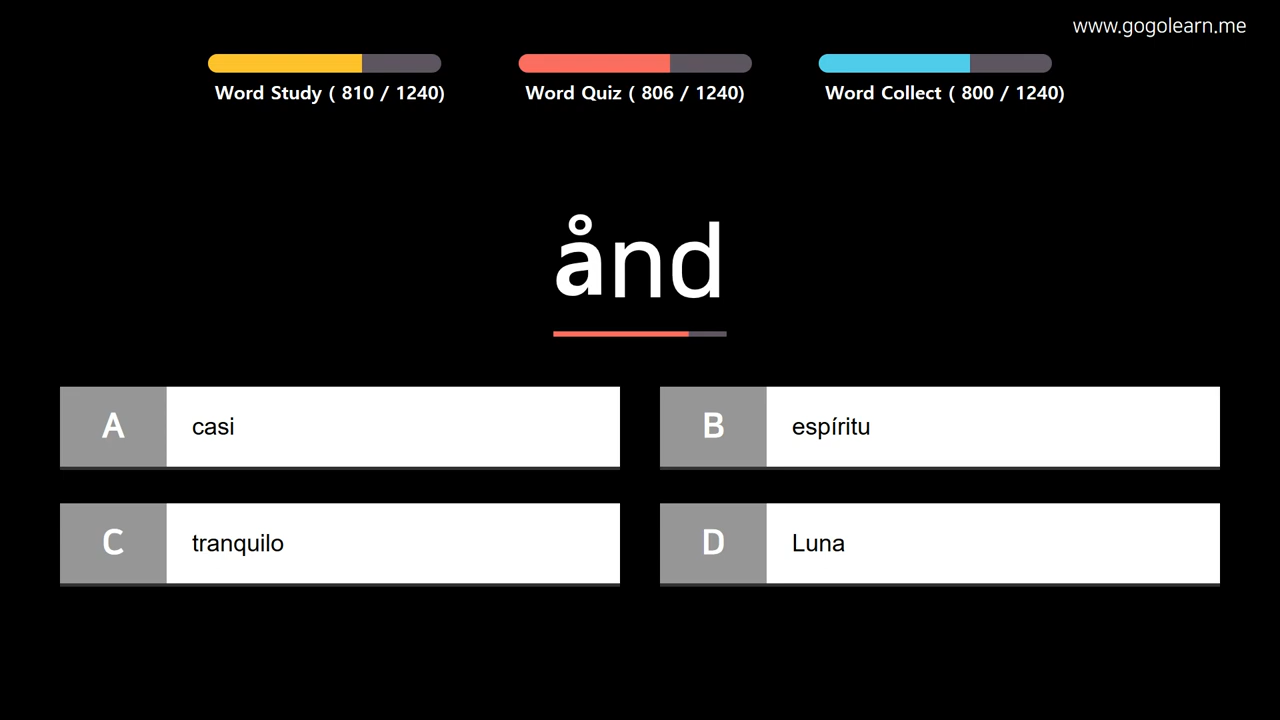 www.gogolearn.me
Word Study ( 810 / 1240)
Word Quiz ( 806 / 1240)
Word Collect ( 800 / 1240)
ånd
A casi
B espíritu
C tranquilo
D Luna